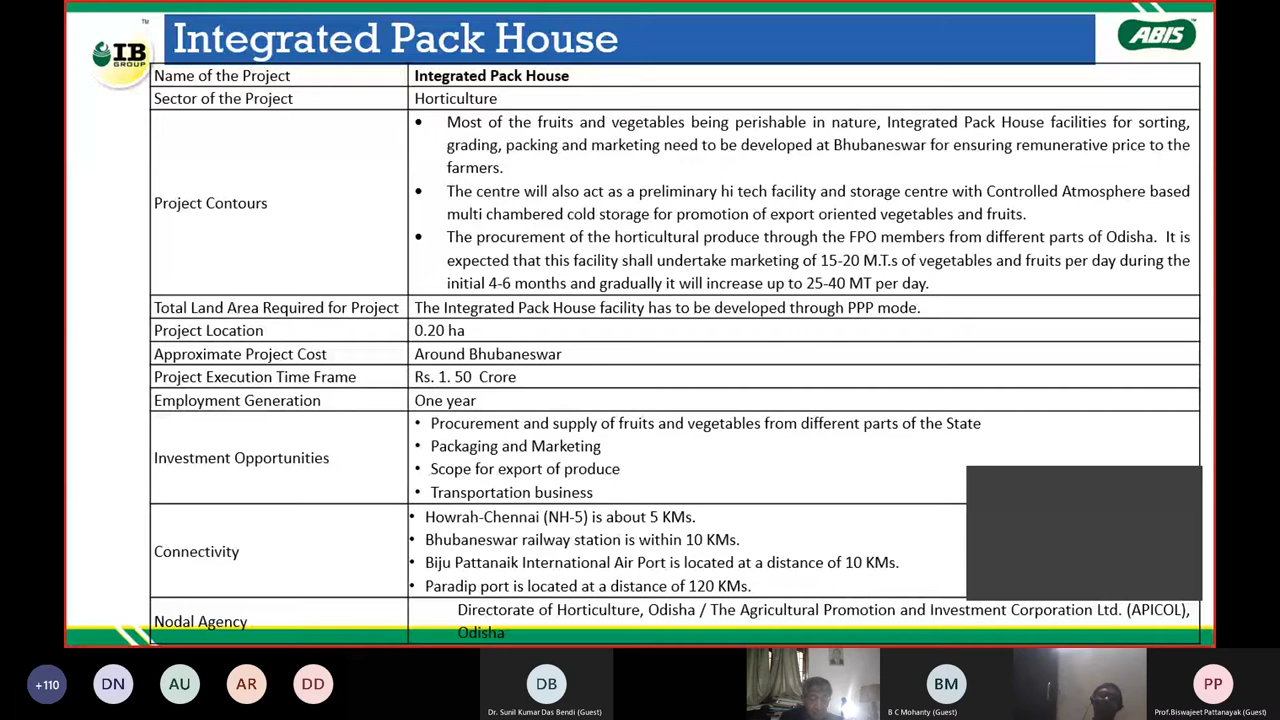 ™
Integrated Pack House
IB
GROUP
ABIS
Name of the Project
Integrated Pack House
Sector of the Project
Horticulture
Project Contours
• Most of the fruits and vegetables being perishable in nature, Integrated Pack House facilities for sorting,
grading, packing and marketing need to be developed at Bhubaneswar for ensuring remunerative price to the
farmers.
• The centre will also act as a preliminary hi tech facility and storage centre with Controlled Atmosphere based
multi chambered cold storage for promotion of export oriented vegetables and fruits.
• The procurement of the horticultural produce through the FPO members from different parts of Odisha. It is
expected that this facility shall undertake marketing of 15-20 M.T.s of vegetables and fruits per day during the
initial 4-6 months and gradually it will increase up to 25-40 MT per day.
Total Land Area Required for Project
The Integrated Pack House facility has to be developed through PPP mode.
Project Location
0.20 ha
Approximate Project Cost
Around Bhubaneswar
Project Execution Time Frame
Rs. 1. 50 Crore
Employment Generation
One year
Investment Opportunities
• Procurement and supply of fruits and vegetables from different parts of the State
• Packaging and Marketing
• Scope for export of produce
• Transportation business
Connectivity
• Howrah-Chennai (NH-5) is about 5 KMs.
• Bhubaneswar railway station is within 10 KMs.
• Biju Pattanaik International Air Port is located at a distance of 10 KMs.
• Paradip port is located at a distance of 120 KMs.
Nodal Agency
Directorate of Horticulture, Odisha / The Agricultural Promotion and Investment Corporation Ltd. (APICOL),
Odisha
+110
DN
AU
AR
DD
DB
Dr. Sunil Kumar Das Bendi (Guest)
BM
B C Mohanty (Guest)
PP
Prof.Biswajeet Pattanayak (Guest)